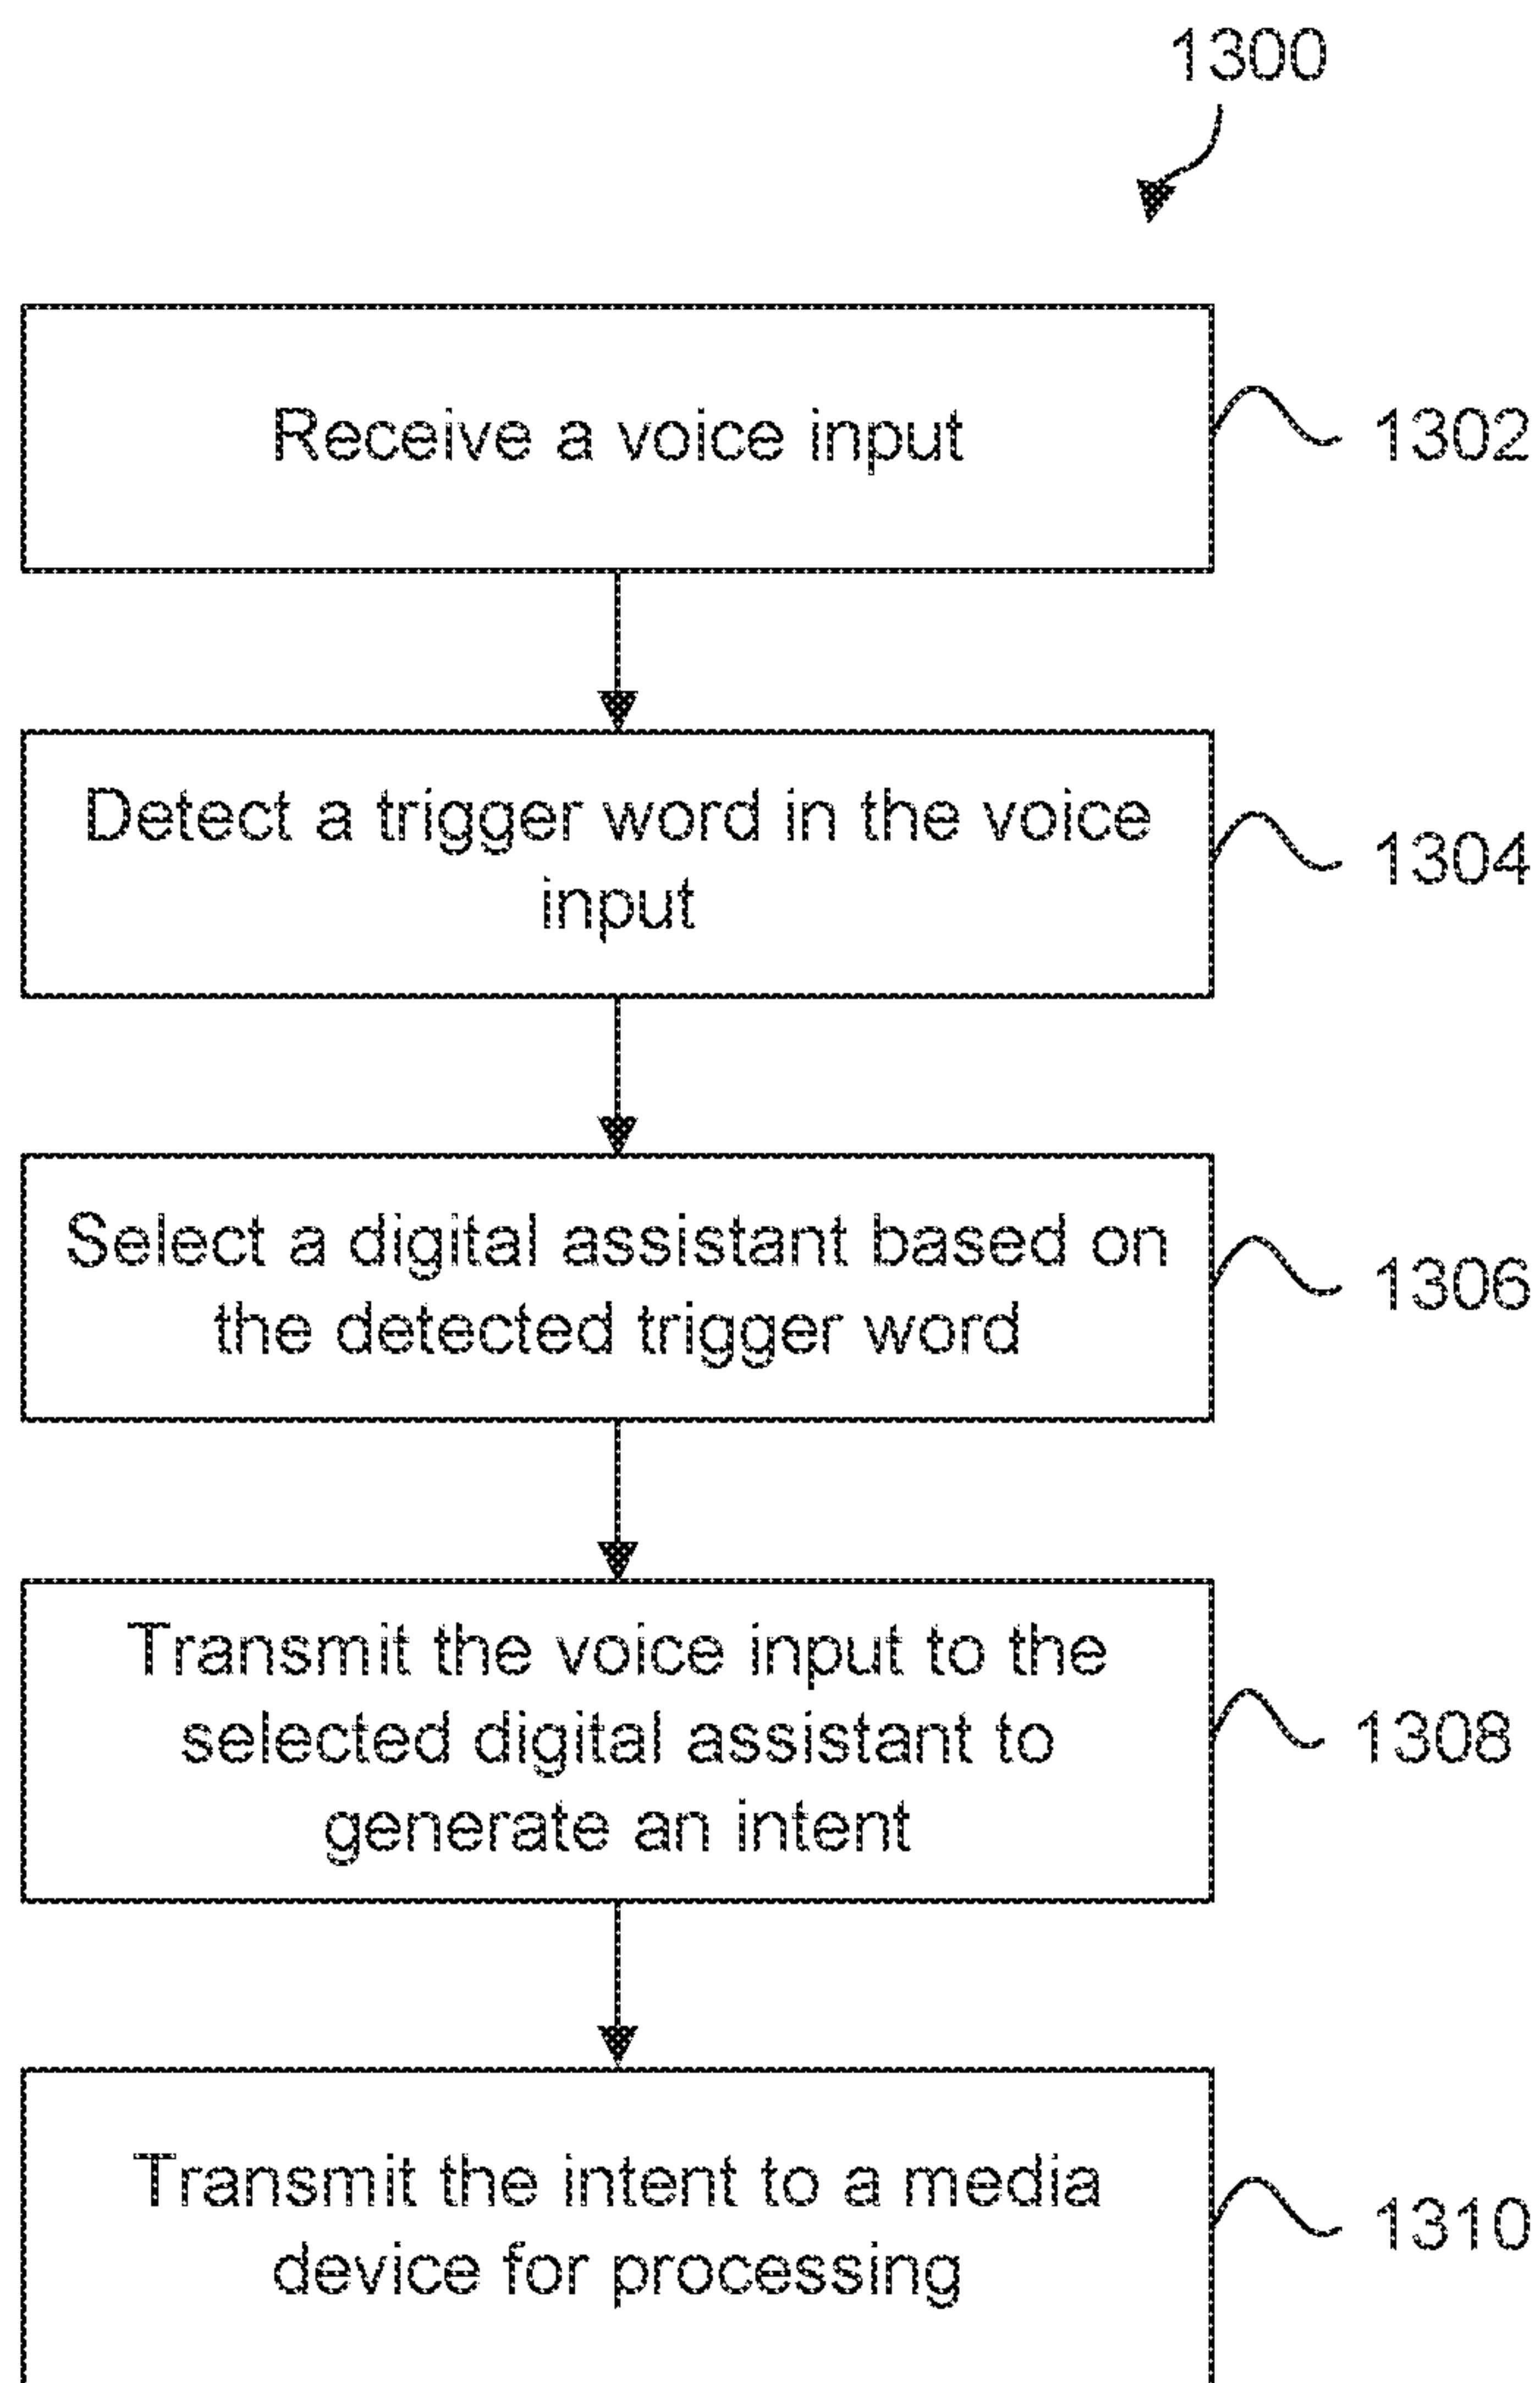 1300
Receive a voice input
1302
Detect a trigger word in the voice
input
1304
Select a digital assistant based on
the detected trigger word
1306
Transmit the voice input to the
selected digital assistant to
generate an intent
1308
Transmit the intent to a media
device for processing
1310